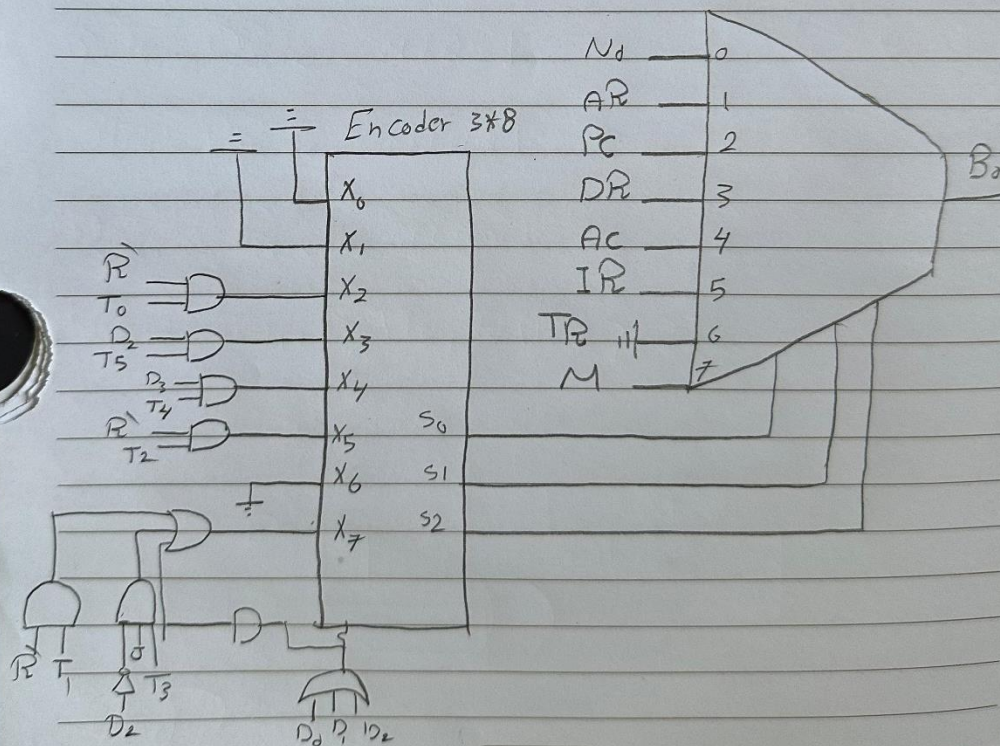 Encoder 3*8
X0
X1
R` T0 X2
D2 T5 X3
D3 T4 X4
R` T2 X5
X6
X7
S0
S1
S2
0
AR 1
PC 2
DR 3
AC 4
IR 5
TR 6
M 7
R` T1
T3
D2
D1 D2